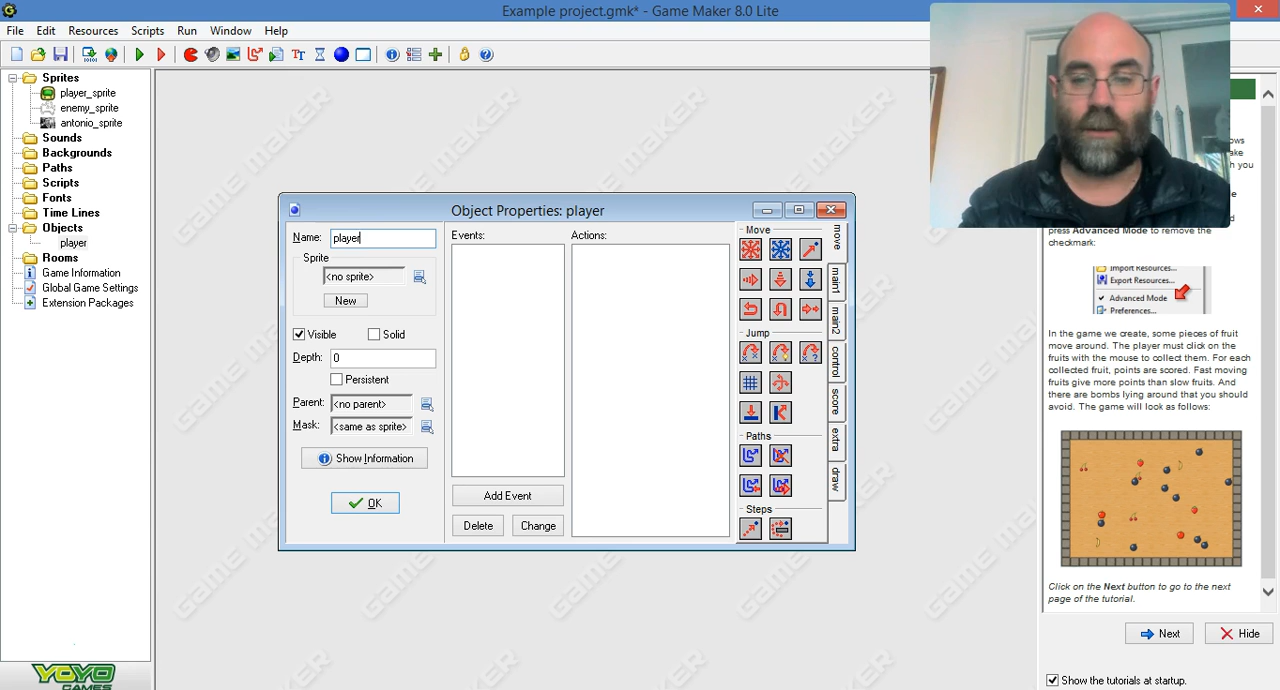 Example project.gmk* - Game Maker 8.0 Lite
File Edit Resources Scripts Run Window Help
Sprites
player_sprite
enemy_sprite
antonio_sprite
Sounds
Backgrounds
Paths
Scripts
Fonts
Time Lines
Objects
player
Rooms
Game Information
Global Game Settings
Extension Packages
YOYO
GAMES
GAME MAKER
Object Properties: player
Name: player
Sprite
<no sprite>
New
Visible Solid
Depth: 0
Persistent
Parent: <no parent>
Mask: <same as sprite>
Show Information
OK
Events:
Add Event
Delete Change
Actions:
Move
Jump
Paths
Steps
move
main1
main2
control
score
extra
draw
press Advanced Mode to remove the
checkmark:
Import Resources...
Export Resources...
Advanced Mode
Preferences...
In the game we create, some pieces of fruit
move around. The player must click on the
fruits with the mouse to collect them. For each
collected fruit, points are scored. Fast moving
fruits give more points than slow fruits. And
there are bombs lying around that you should
avoid. The game will look as follows:
Click on the Next button to go to the next
page of the tutorial.
Next Hide
Show the tutorials at startup.